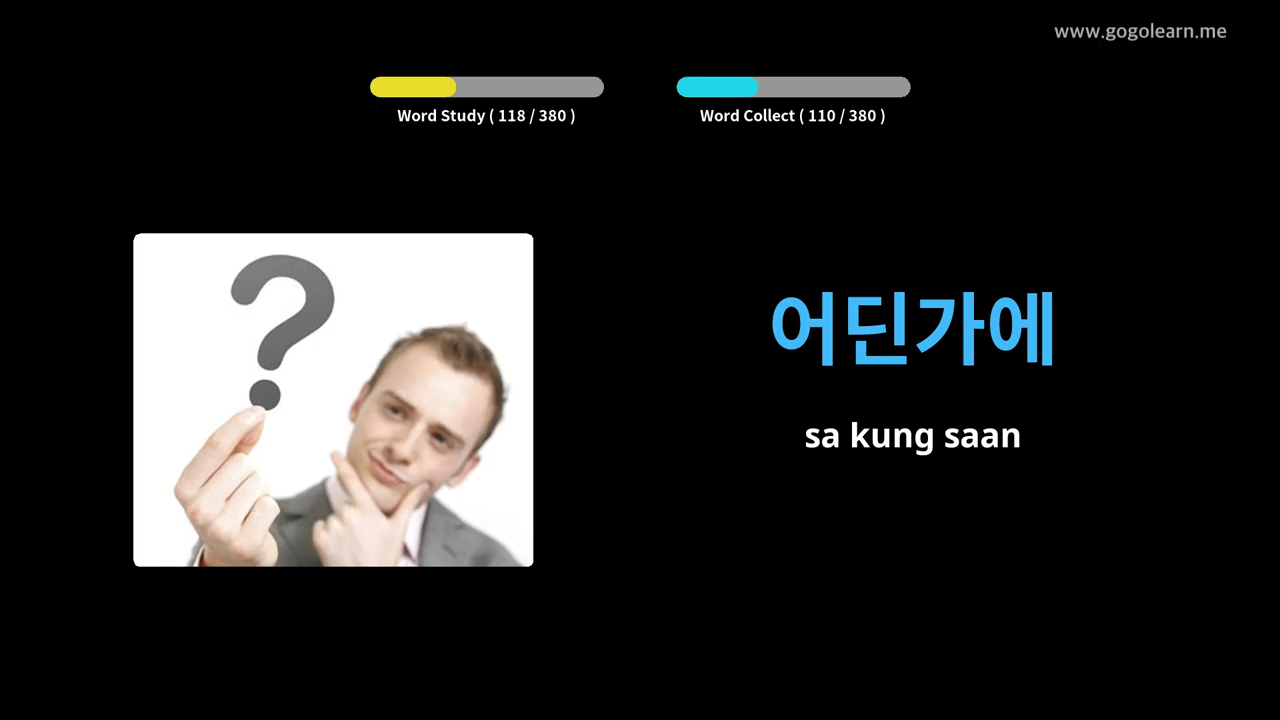 www.gogolearn.me
Word Study ( 118 / 380 )
Word Collect ( 110 / 380 )
어딘가에
sa kung saan